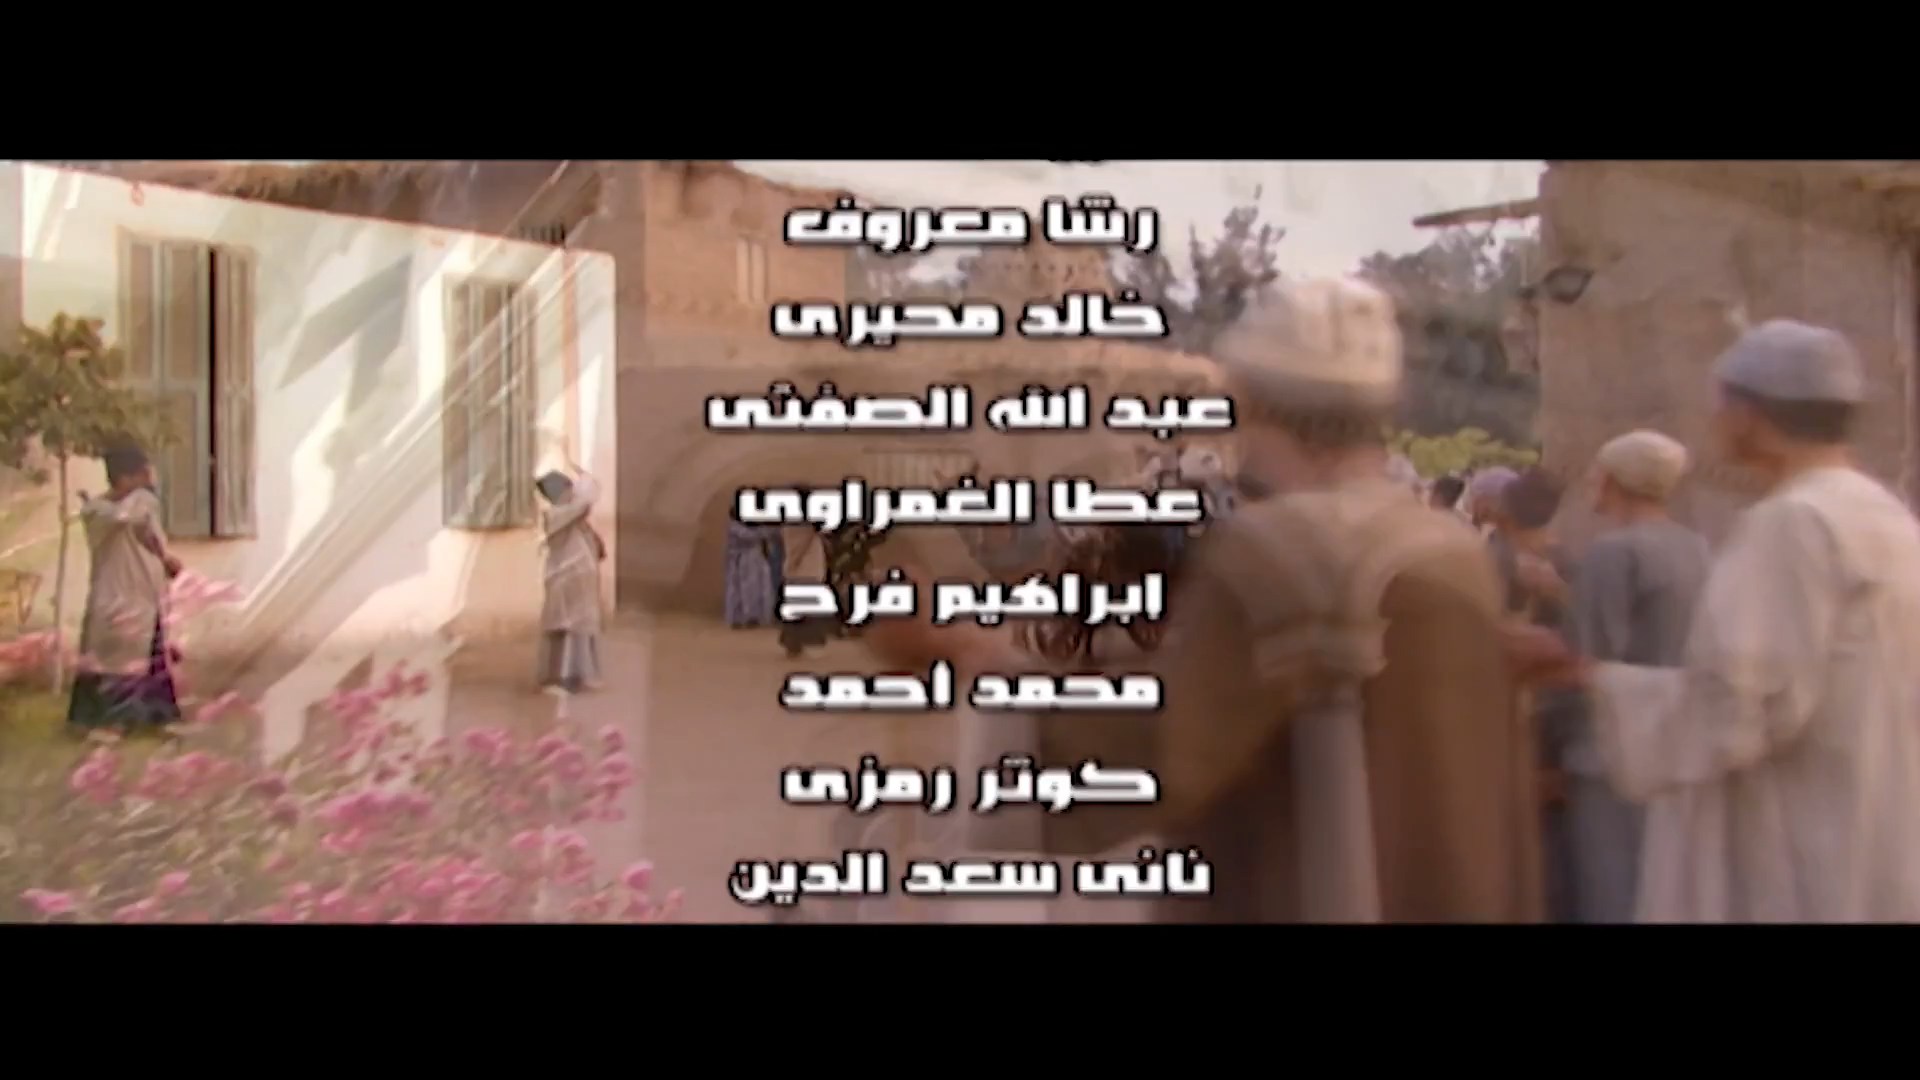 رشا معروف
خالد محيرى
عبد الله الصفتى
عطا الغمراوى
ابراهيم فرح
محمد احمد
كوثر رمزى
نانى سعد الدين